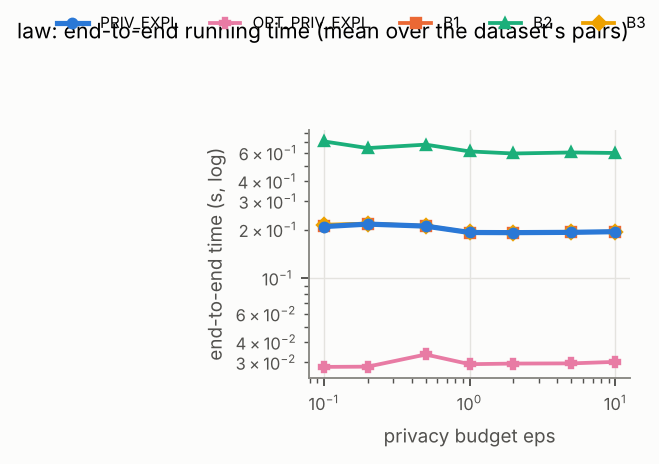 PRIV_EXPL OPT_PRIV_EXPL B1 B2 B3
law: end-to-end running time (mean over the dataset's pairs)
end-to-end time (s, log)
6 × 10⁻¹
4 × 10⁻¹
3 × 10⁻¹
2 × 10⁻¹
10⁻¹
6 × 10⁻²
4 × 10⁻²
3 × 10⁻²
10⁻¹ 10⁰ 10¹
privacy budget eps